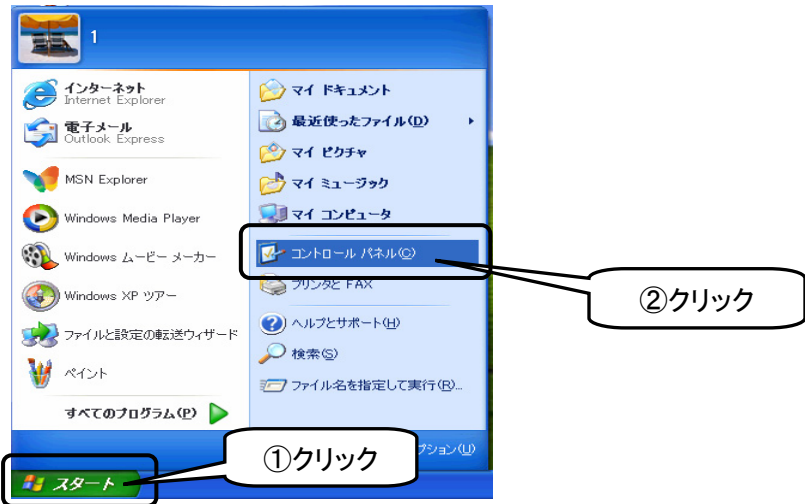 1
インターネット
Internet Explorer
電子メール
Outlook Express
MSN Explorer
Windows Media Player
Windows ムービー メーカー
Windows XP ツアー
ファイルと設定の転送ウィザード
ペイント
すべてのプログラム(P)
マイ ドキュメント
最近使ったファイル(D)
マイ ピクチャ
マイ ミュージック
マイ コンピュータ
コントロール パネル(C)
プリンタと FAX
ヘルプとサポート(H)
検索(S)
ファイル名を指定して実行(R)...
②クリック
①クリック
プション(U)
スタート